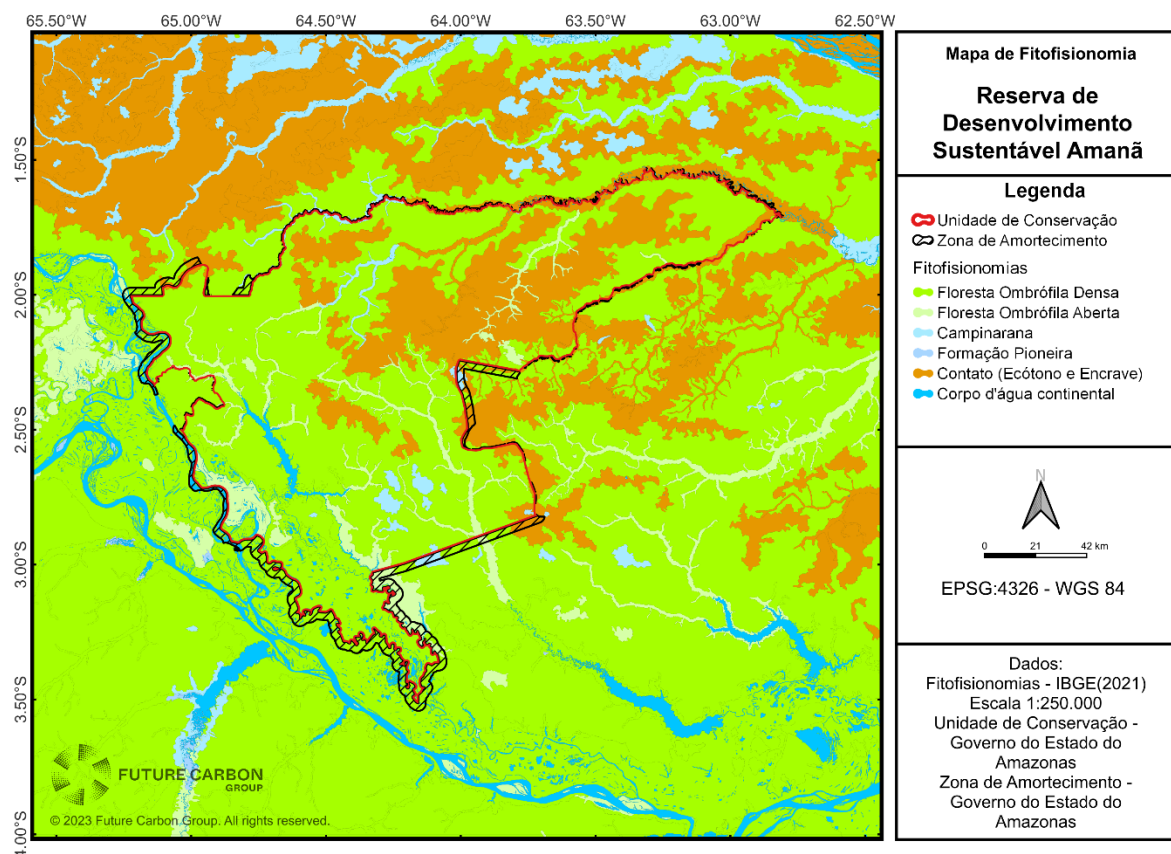 65.50°W 65.00°W 64.50°W 64.00°W 63.50°W 63.00°W 62.50°W
1.50°S
2.00°S
2.50°S
3.00°S
3.50°S
4.00°S
FUTURE CARBON
GROUP
© 2023 Future Carbon Group. All rights reserved.
Mapa de Fitofisionomia
Reserva de
Desenvolvimento
Sustentável Amanã
Legenda
Unidade de Conservação
Zona de Amortecimento
Fitofisionomias
Floresta Ombrófila Densa
Floresta Ombrófila Aberta
Campinarana
Formação Pioneira
Contato (Ecótono e Encrave)
Corpo d'água continental
N
0 21 42 km
EPSG:4326 - WGS 84
Dados:
Fitofisionomias - IBGE(2021)
Escala 1:250.000
Unidade de Conservação -
Governo do Estado do
Amazonas
Zona de Amortecimento -
Governo do Estado do
Amazonas